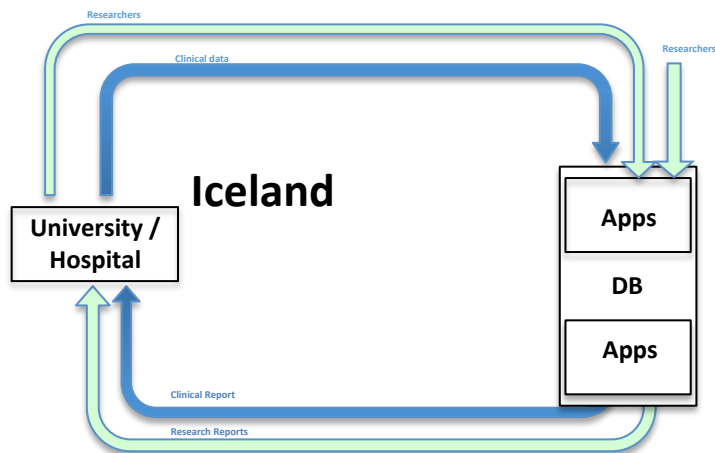 Researchers
Clinical data
Researchers
Iceland
Apps
University /
Hospital
DB
Apps
Clinical Report
Research Reports